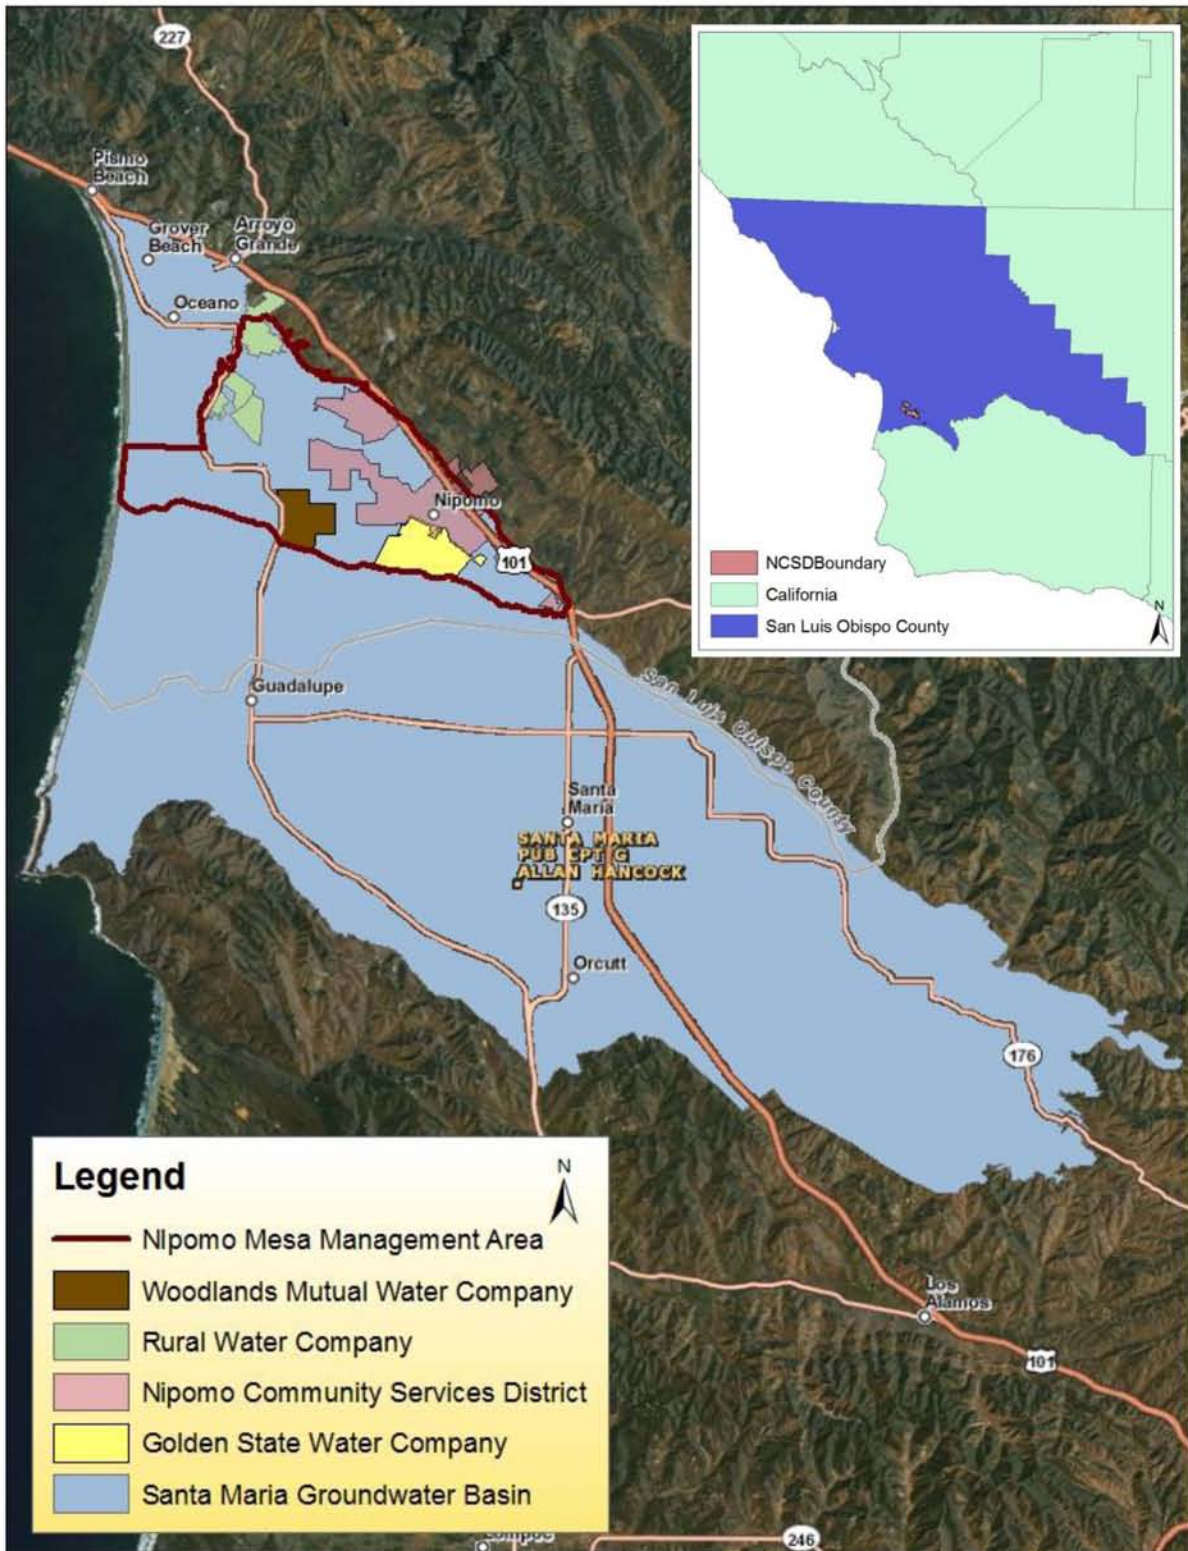 227
Pismo
Beach
Grover
Beach
Arroyo
Grande
Oceano
Nipomo
101
Guadalupe
San Luis Obispo County
Santa
Maria
SANTA MARIA
PUB CPT G
ALLAN HANCOCK
135
Orcutt
176
Los
Alamos
101
246
NCSDBoundary
California
San Luis Obispo County
N
Legend
N
Nipomo Mesa Management Area
Woodlands Mutual Water Company
Rural Water Company
Nipomo Community Services District
Golden State Water Company
Santa Maria Groundwater Basin